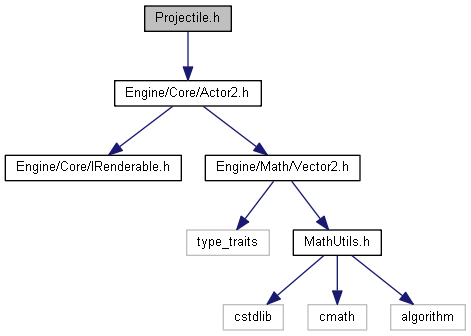 Projectile.h
Engine/Core/Actor2.h
Engine/Core/IRenderable.h
Engine/Math/Vector2.h
type_traits
MathUtils.h
cstdlib
cmath
algorithm